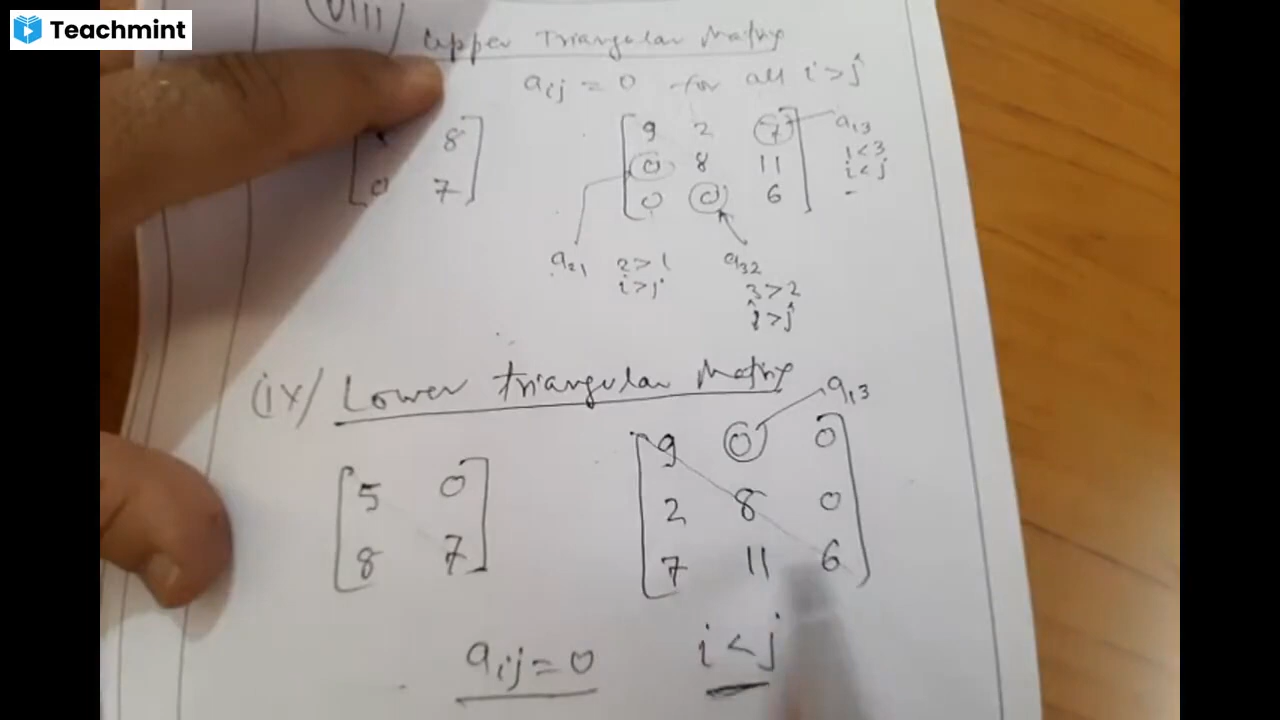 Teachmint
(viii) Upper Triangular Matrix
aij = 0 for all i > j
8
0 7
9 2 7
0 8 11
0 0 6
a13
1<3
i<j
a21 2>1
i>j
a32
3>2
i>j
(ix) Lower Triangular Matrix
5 0
8 7
9 0 0
2 8 0
7 11 6
a13
aij=0 i<j